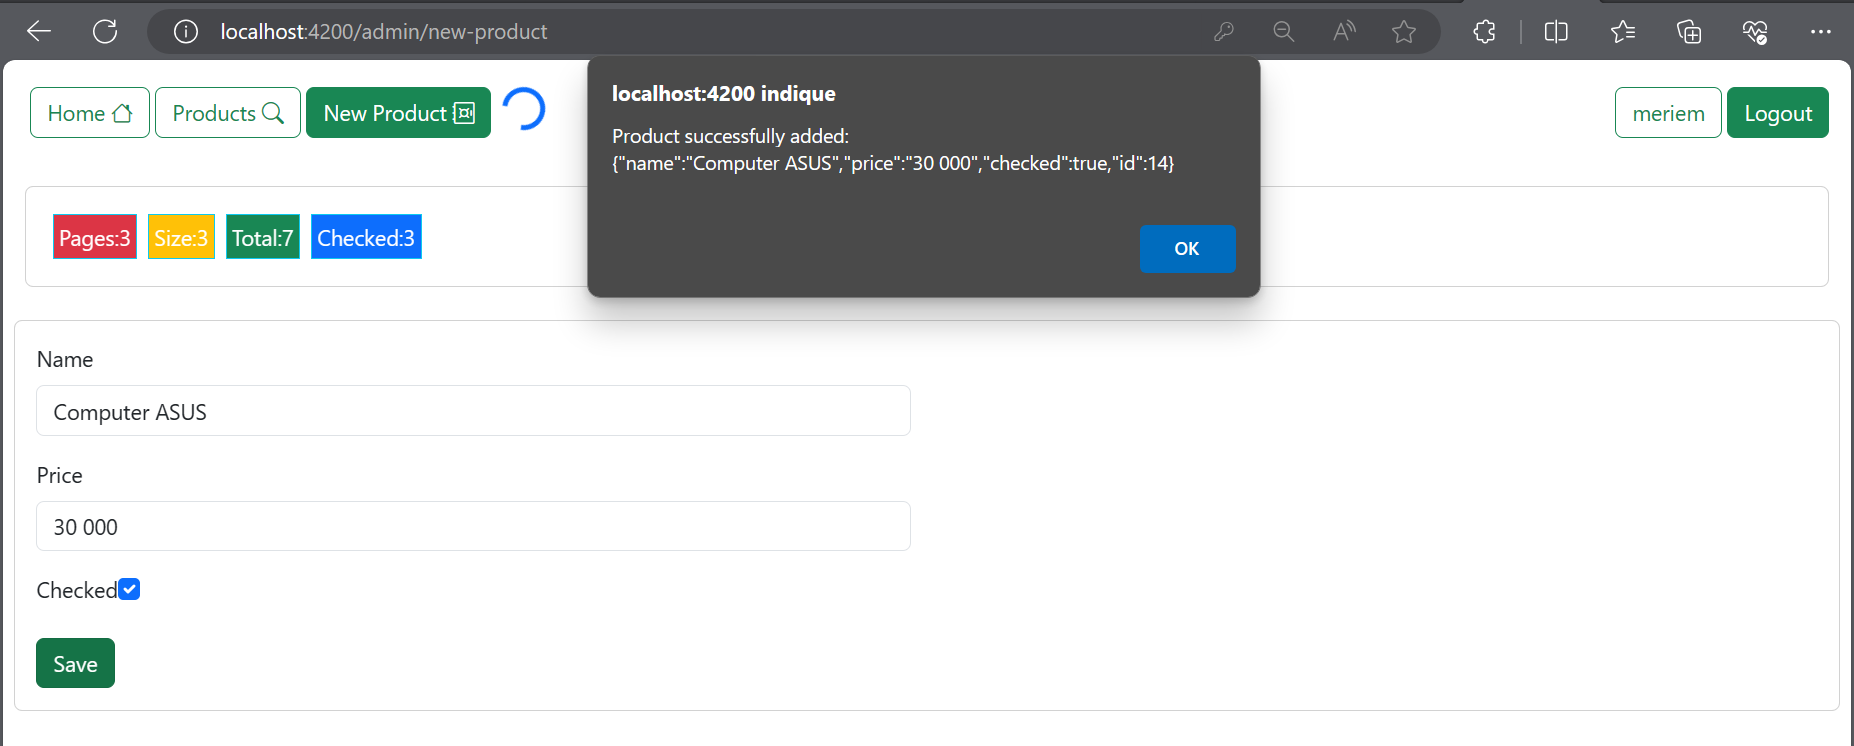 localhost:4200/admin/new-product
localhost:4200 indique
Product successfully added:
{"name":"Computer ASUS","price":"30 000","checked":true,"id":14}
OK
Home Products New Product meriem Logout
Pages:3 Size:3 Total:7 Checked:3
Name
Computer ASUS
Price
30 000
Checked
Save